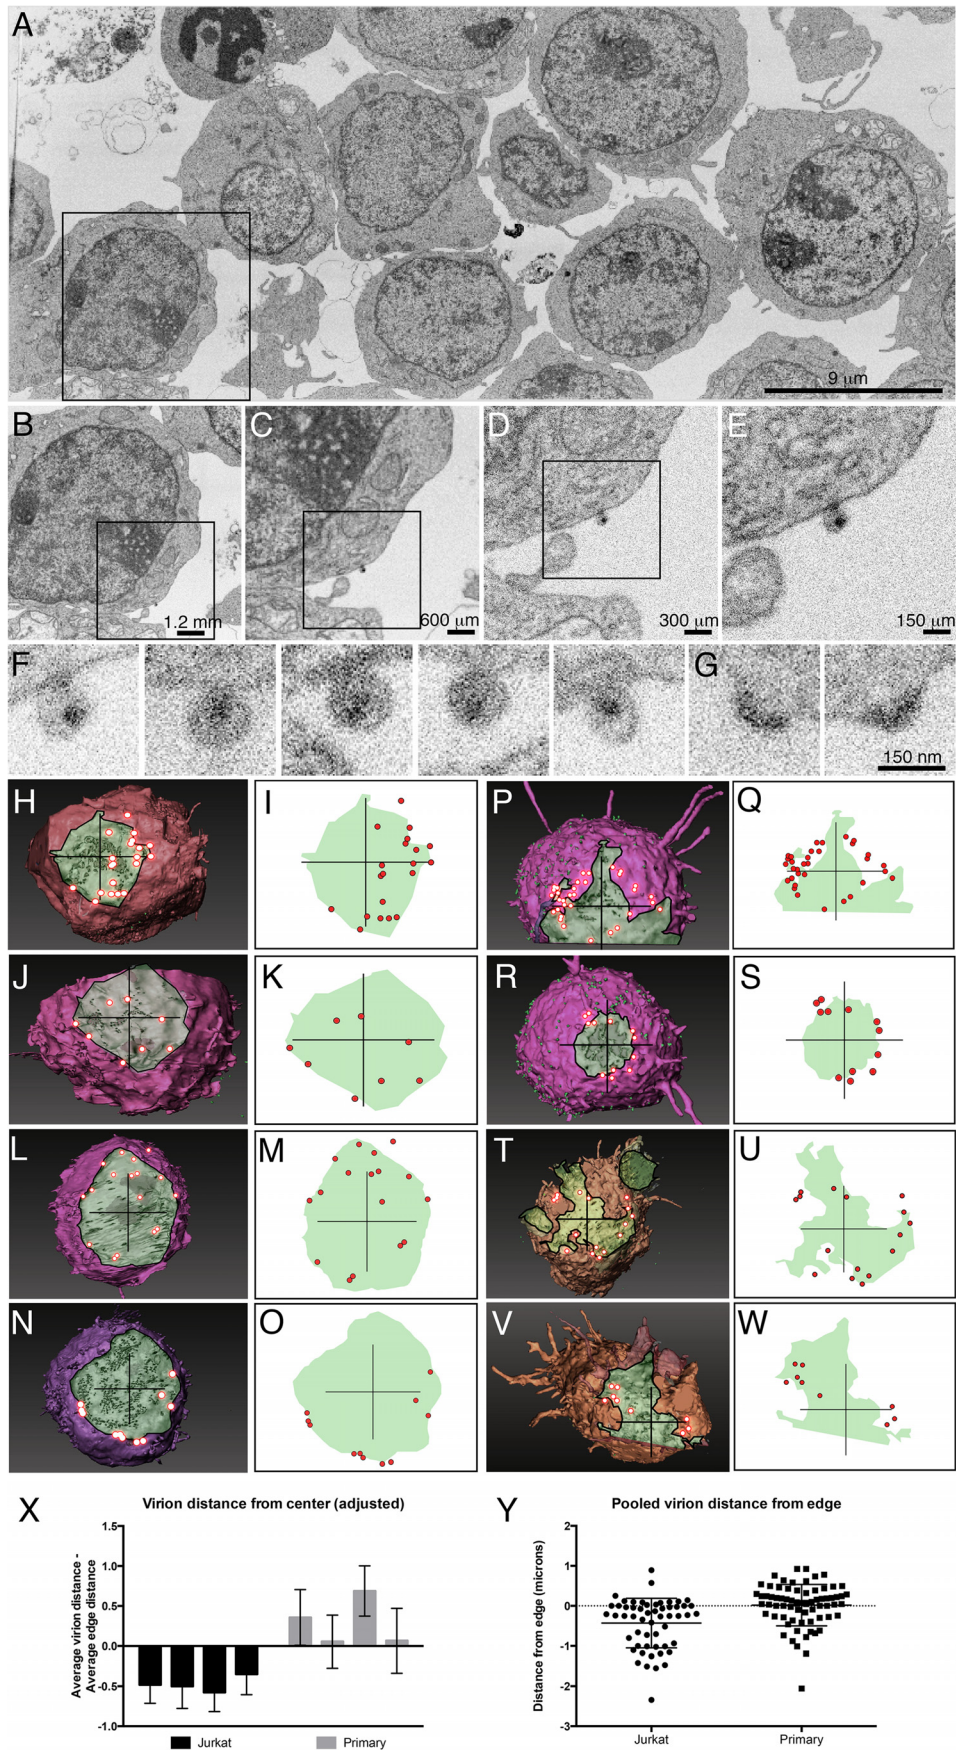 A
9 μm
B
1.2 mm
C
600 μm
D
300 μm
E
150 μm
F
G
150 nm
H
I
P
Q
J
K
R
S
L
M
T
U
N
O
V
W
X
Virion distance from center (adjusted)
Average virion distance -
Average edge distance
1.5
1.0
0.5
0.0
-0.5
-1.0
Jurkat
Primary
Y
Pooled virion distance from edge
Distance from edge (microns)
2
1
0
-1
-2
-3
Jurkat
Primary